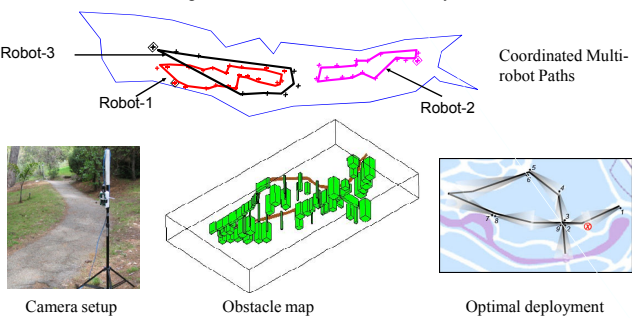 Robot-3
Coordinated Multi-
robot Paths
Robot-1
Robot-2
5
6
4
7
8
3
9
2
1
x
Camera setup
Obstacle map
Optimal deployment